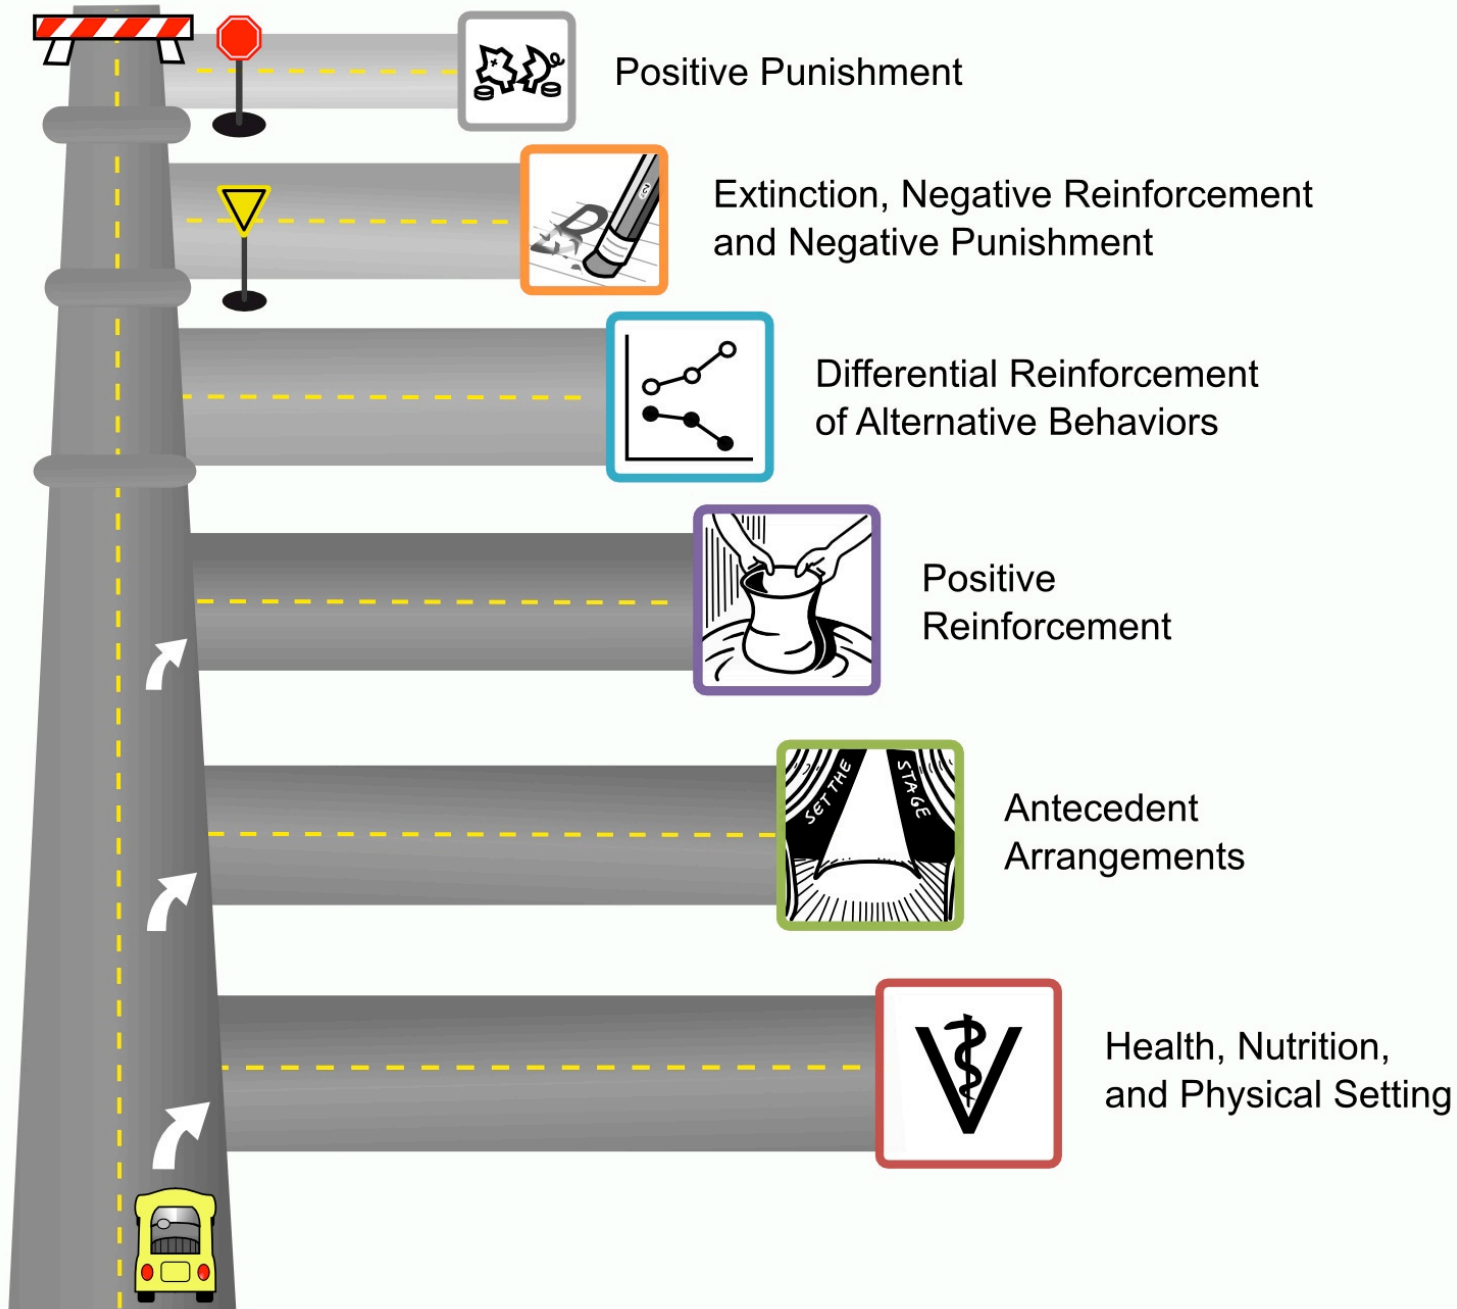 Positive Punishment
Extinction, Negative Reinforcement
and Negative Punishment
Differential Reinforcement
of Alternative Behaviors
Positive
Reinforcement
SET THE STAGE
Antecedent
Arrangements
V
Health, Nutrition,
and Physical Setting